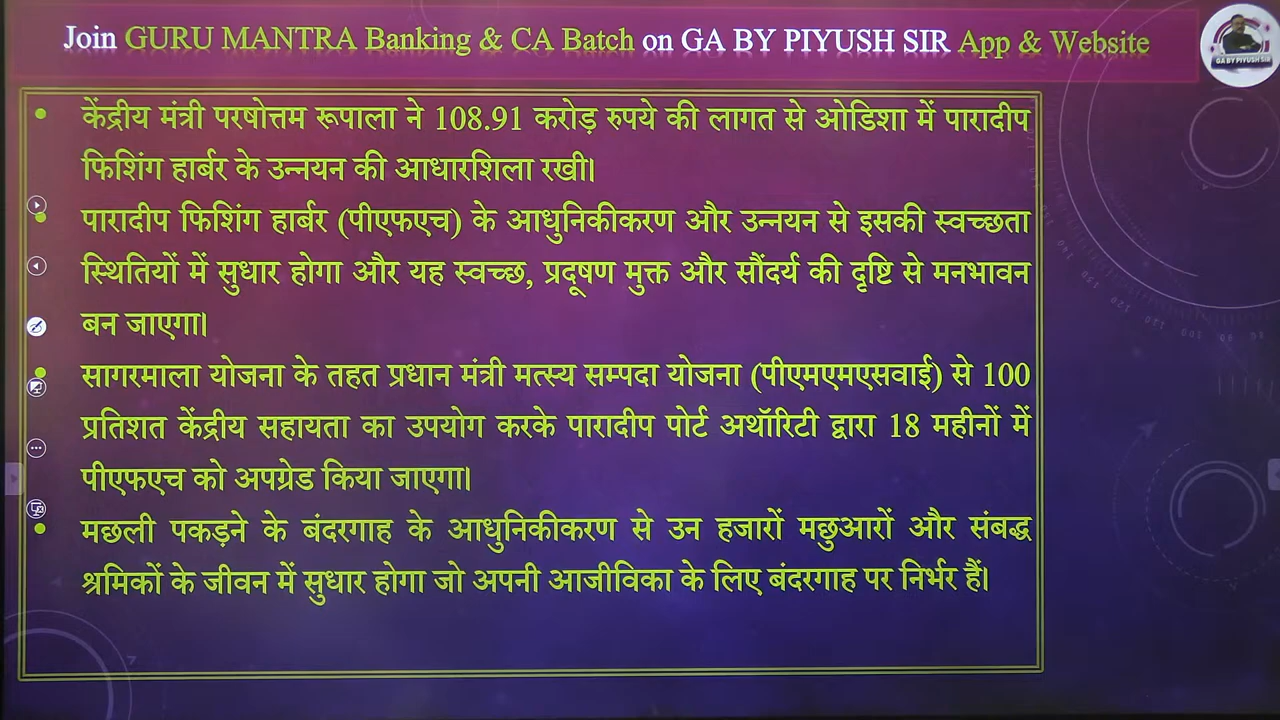 Join GURU MANTRA Banking & CA Batch on GA BY PIYUSH SIR App & Website
GA BY PIYUSH SIR
केंद्रीय मंत्री परषोत्तम रूपाला ने 108.91 करोड़ रुपये की लागत से ओडिशा में पारादीप
फिशिंग हार्बर के उन्नयन की आधारशिला रखी।
पारादीप फिशिंग हार्बर (पीएफएच) के आधुनिकीकरण और उन्नयन से इसकी स्वच्छता
स्थितियों में सुधार होगा और यह स्वच्छ, प्रदूषण मुक्त और सौंदर्य की दृष्टि से मनभावन
बन जाएगा।
सागरमाला योजना के तहत प्रधान मंत्री मत्स्य सम्पदा योजना (पीएमएमएसवाई) से 100
प्रतिशत केंद्रीय सहायता का उपयोग करके पारादीप पोर्ट अथॉरिटी द्वारा 18 महीनों में
पीएफएच को अपग्रेड किया जाएगा।
मछली पकड़ने के बंदरगाह के आधुनिकीकरण से उन हजारों मछुआरों और संबद्ध
श्रमिकों के जीवन में सुधार होगा जो अपनी आजीविका के लिए बंदरगाह पर निर्भर हैं।